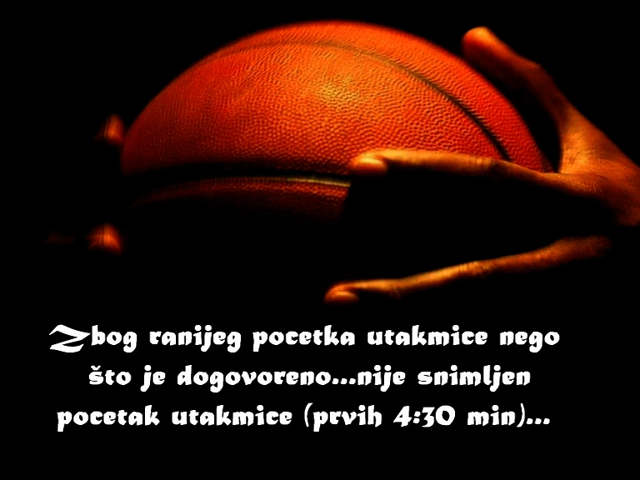 Zbog ranijeg pocetka utakmice nego
što je dogovoreno...nije snimljen
pocetak utakmice (prvih 4:30 min)...